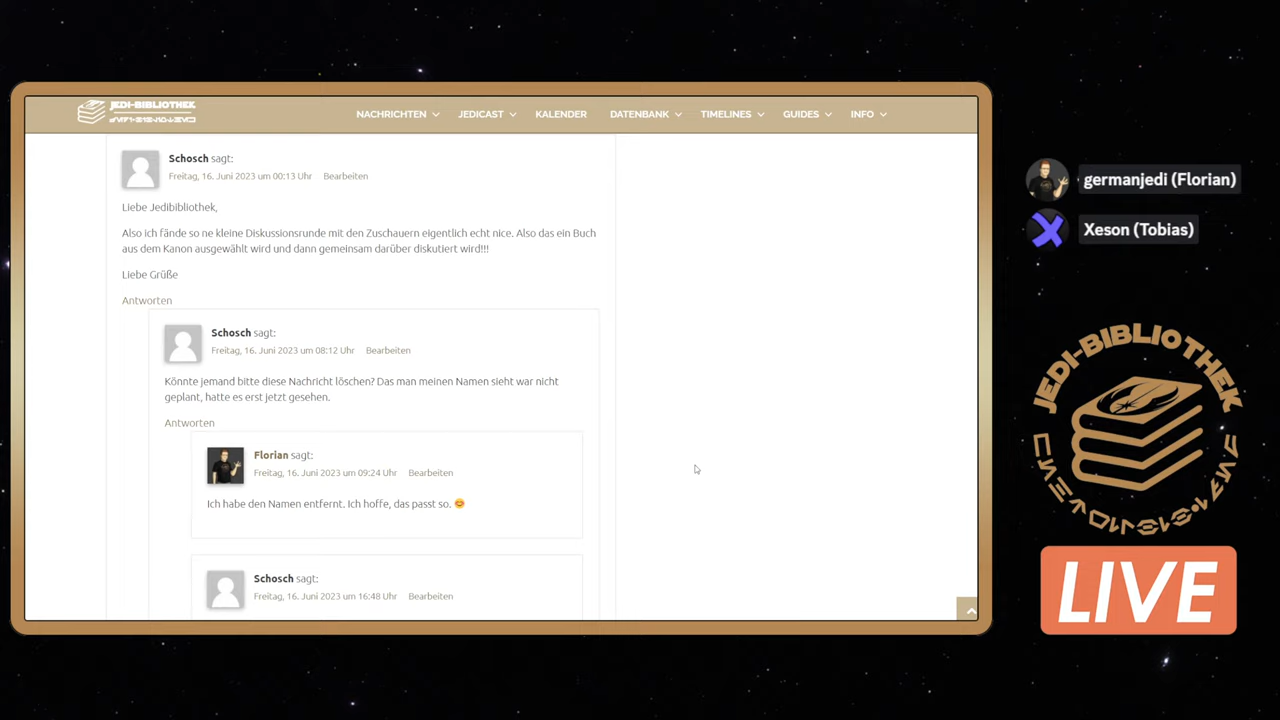 JEDI-BIBLIOTHEK
NACHRICHTEN
JEDICAST
KALENDER
DATENBANK
TIMELINES
GUIDES
INFO
Schosch sagt:
Freitag, 16. Juni 2023 um 00:13 Uhr Bearbeiten
Liebe Jedibibliothek,
Also ich fände so ne kleine Diskussionsrunde mit den Zuschauern eigentlich echt nice. Also das ein Buch
aus dem Kanon ausgewählt wird und dann gemeinsam darüber diskutiert wird!!!
Liebe Grüße
Antworten
Schosch sagt:
Freitag, 16. Juni 2023 um 08:12 Uhr Bearbeiten
Könnte jemand bitte diese Nachricht löschen? Das man meinen Namen sieht war nicht
geplant, hatte es erst jetzt gesehen.
Antworten
Florian sagt:
Freitag, 16. Juni 2023 um 09:24 Uhr Bearbeiten
Ich habe den Namen entfernt. Ich hoffe, das passt so. 😊
Schosch sagt:
Freitag, 16. Juni 2023 um 16:48 Uhr Bearbeiten
germanjedi (Florian)
Xeson (Tobias)
JEDI-BIBLIOTHEK
LIVE